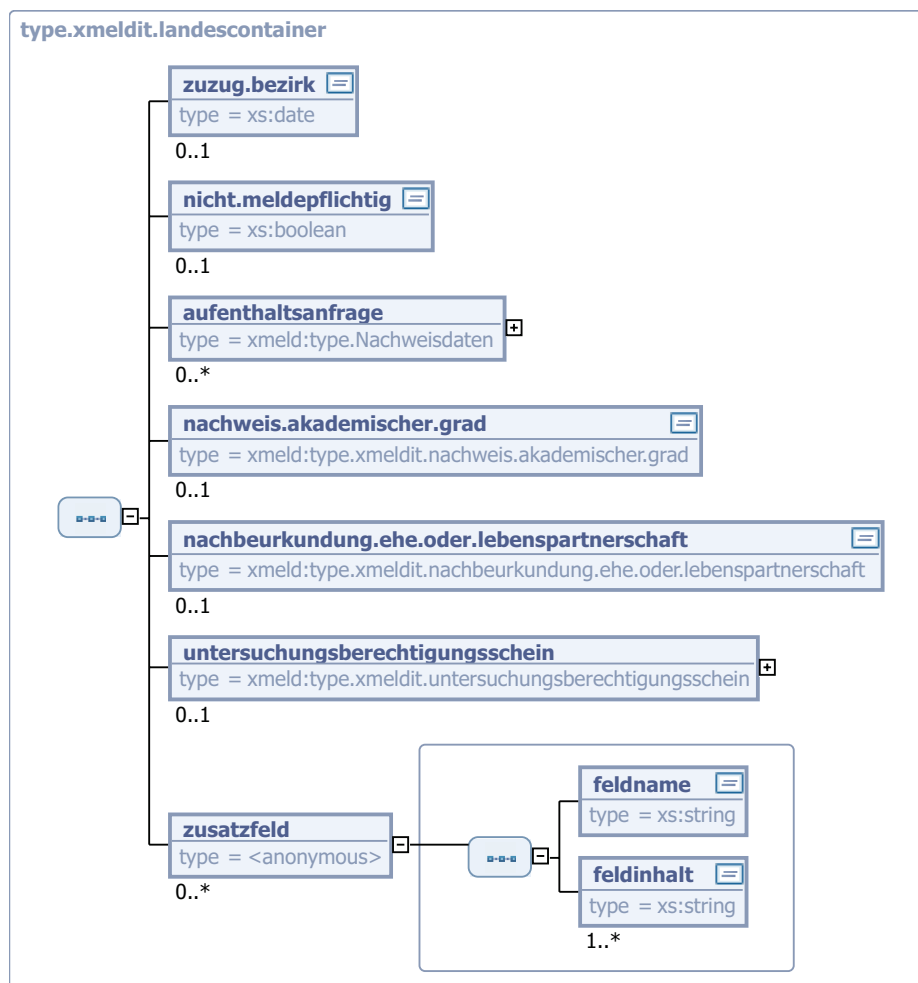 type.xmeldit.landescontainer
zuzug.bezirk
type = xs:date
0..1
nicht.meldepflichtig
type = xs:boolean
0..1
aufenthaltsanfrage
type = xmeld:type.Nachweisdaten
0..*
nachweis.akademischer.grad
type = xmeld:type.xmeldit.nachweis.akademischer.grad
0..1
nachbeurkundung.ehe.oder.lebenspartnerschaft
type = xmeld:type.xmeldit.nachbeurkundung.ehe.oder.lebenspartnerschaft
0..1
untersuchungsberechtigungsschein
type = xmeld:type.xmeldit.untersuchungsberechtigungsschein
0..1
zusatzfeld
type = <anonymous>
0..*
feldname
type = xs:string
feldinhalt
type = xs:string
1..*